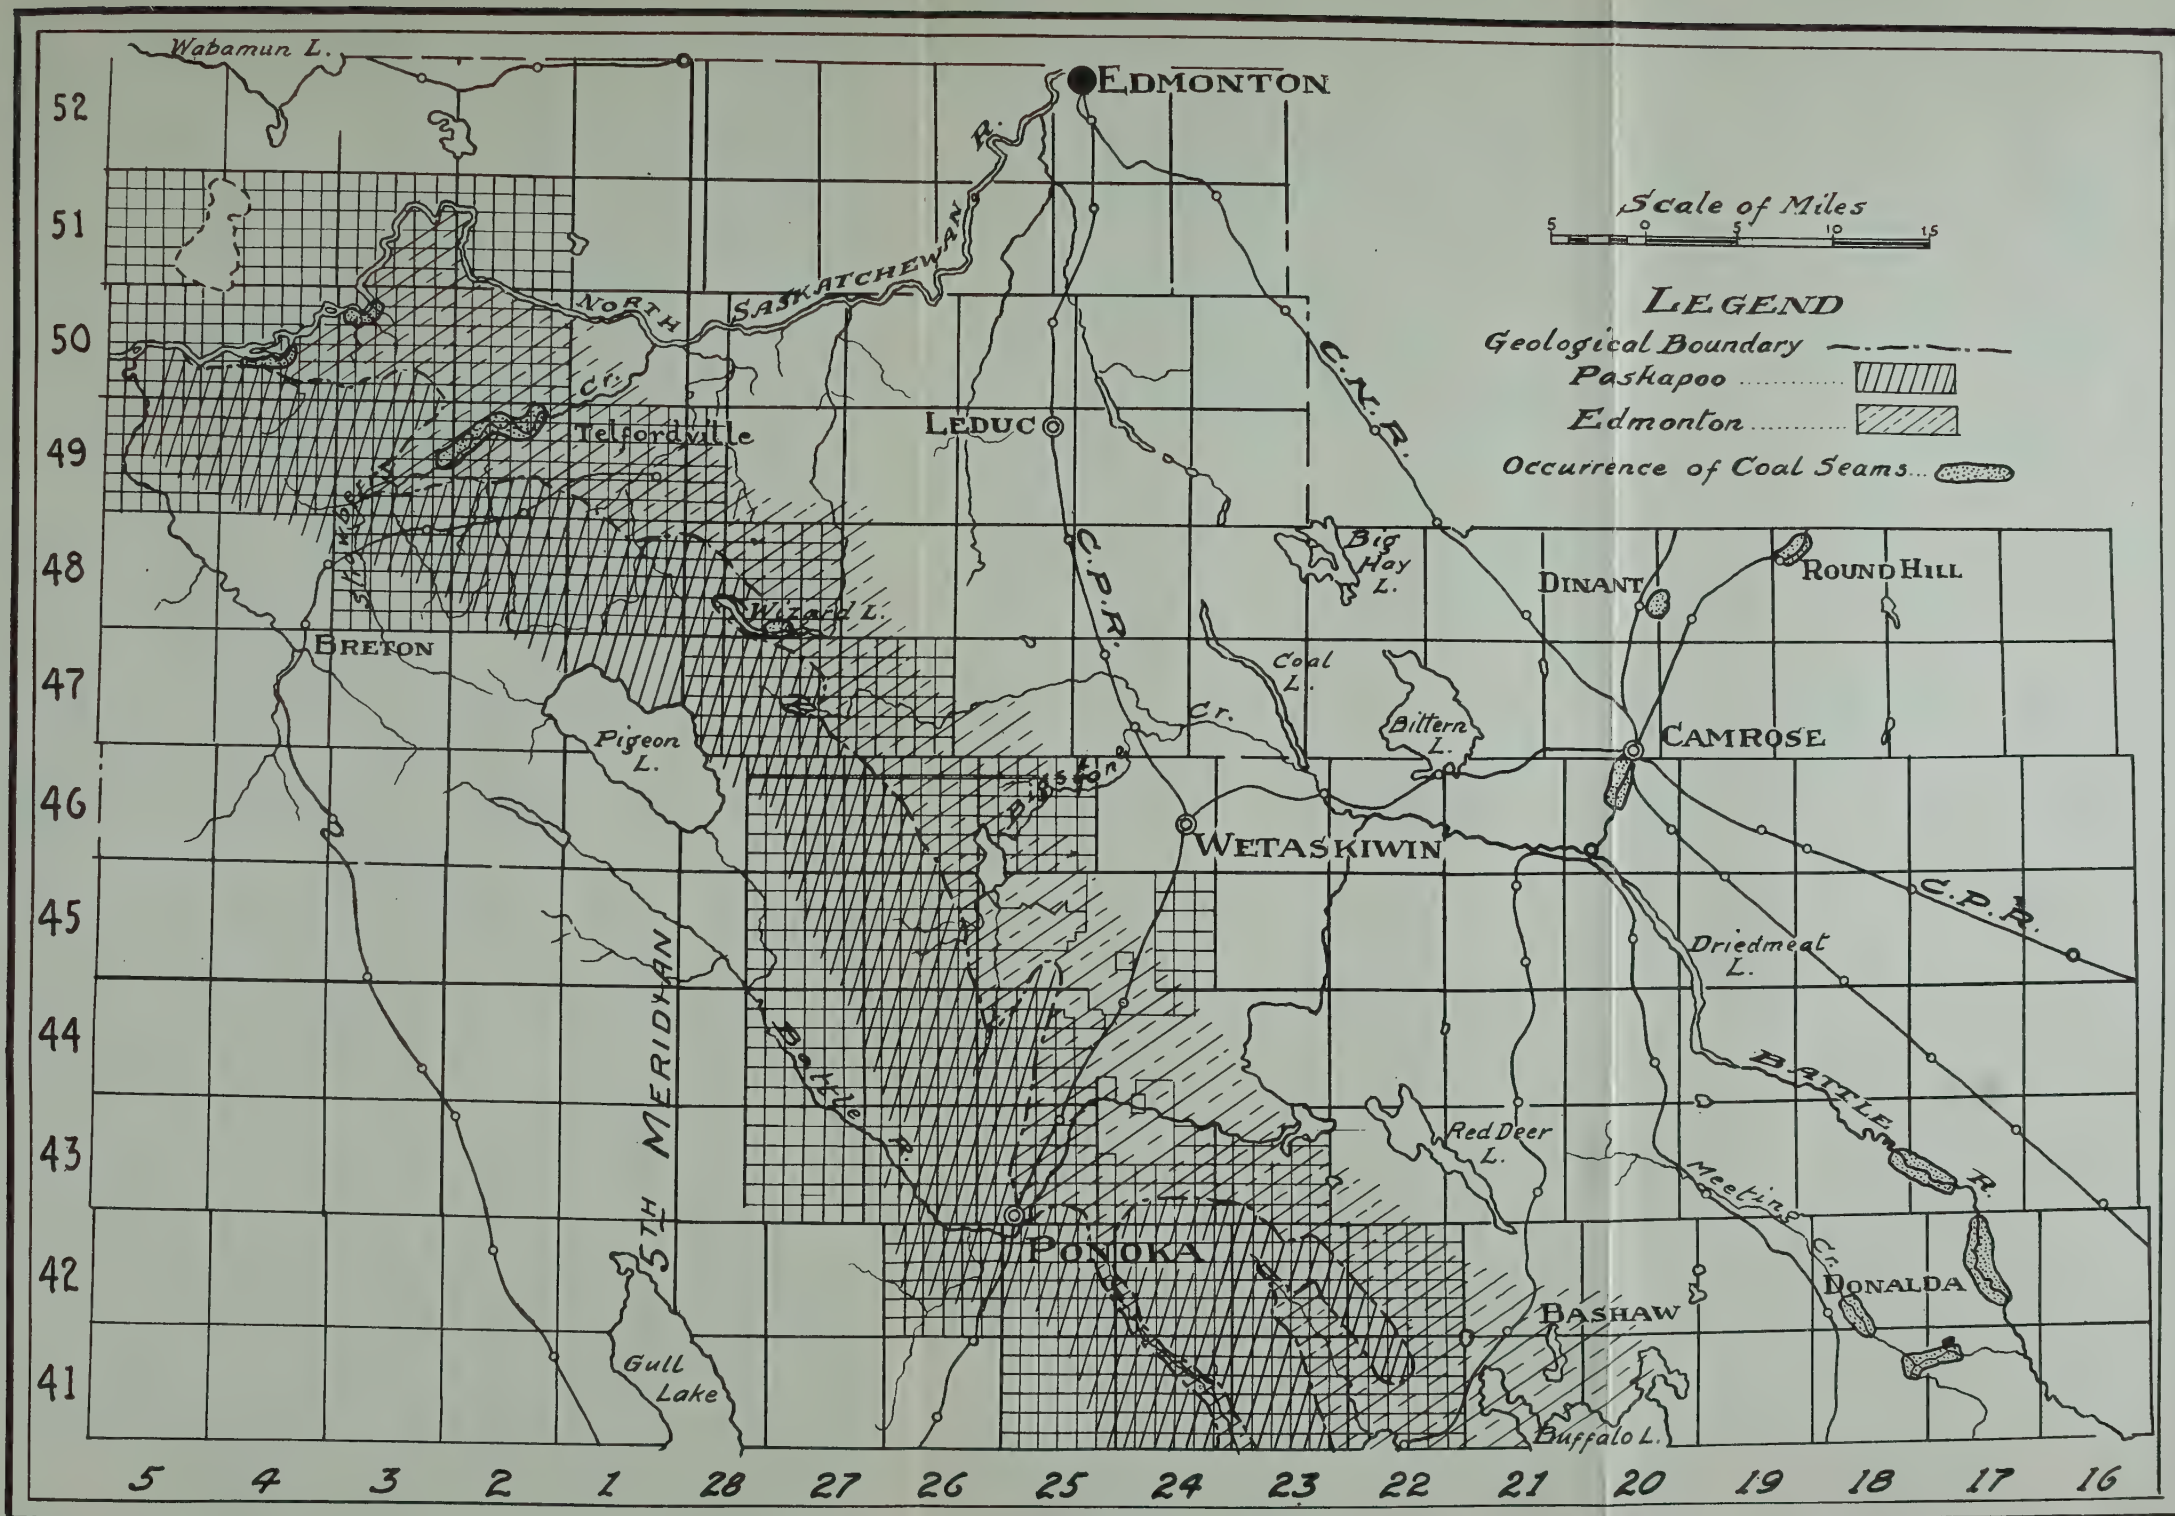 Wabamun L.
EDMONTON
R.
52
51
Scale of Miles
5 0 5 10 15
NORTH
SASKATCHEWAN
LEGEND
Geological Boundary
Paskapoo
Edmonton
Occurrence of Coal Seams
50
C.N.R.
Cr.
Telfordville
LEDUC
49
STRAWBERRY
48
C.P.R.
Big
Hay
L.
DINANT
ROUND HILL
Wizard L.
BRETON
47
Coal
L.
Cr.
Bittern
L.
CAMROSE
Pigeon
L.
46
Bigstone
WETASKIWIN
C.P.R.
45
Driedmeat
L.
5TH MERIDIAN
44
Battle
R.
BATTLE
R.
43
Red Deer
L.
Meeting
Cr.
PONOKA
42
DONALDA
BASHAW
41
Gull
Lake
Buffalo L.
5 4 3 2 1 28 27 26 25 24 23 22 21 20 19 18 17 16